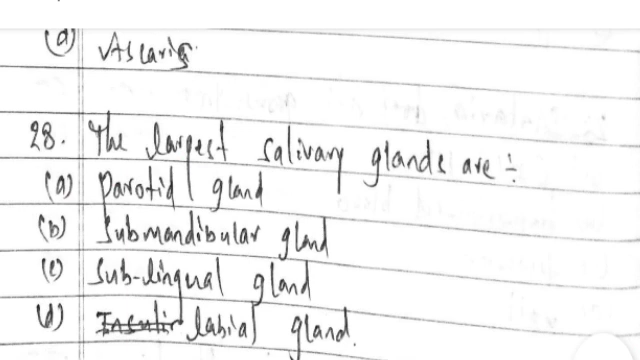 (d) Ascaris.
28. The largest salivary glands are ÷
(a) Parotid gland
(b) Submandibular gland
(c) Sub-lingual gland
(d) labial gland.